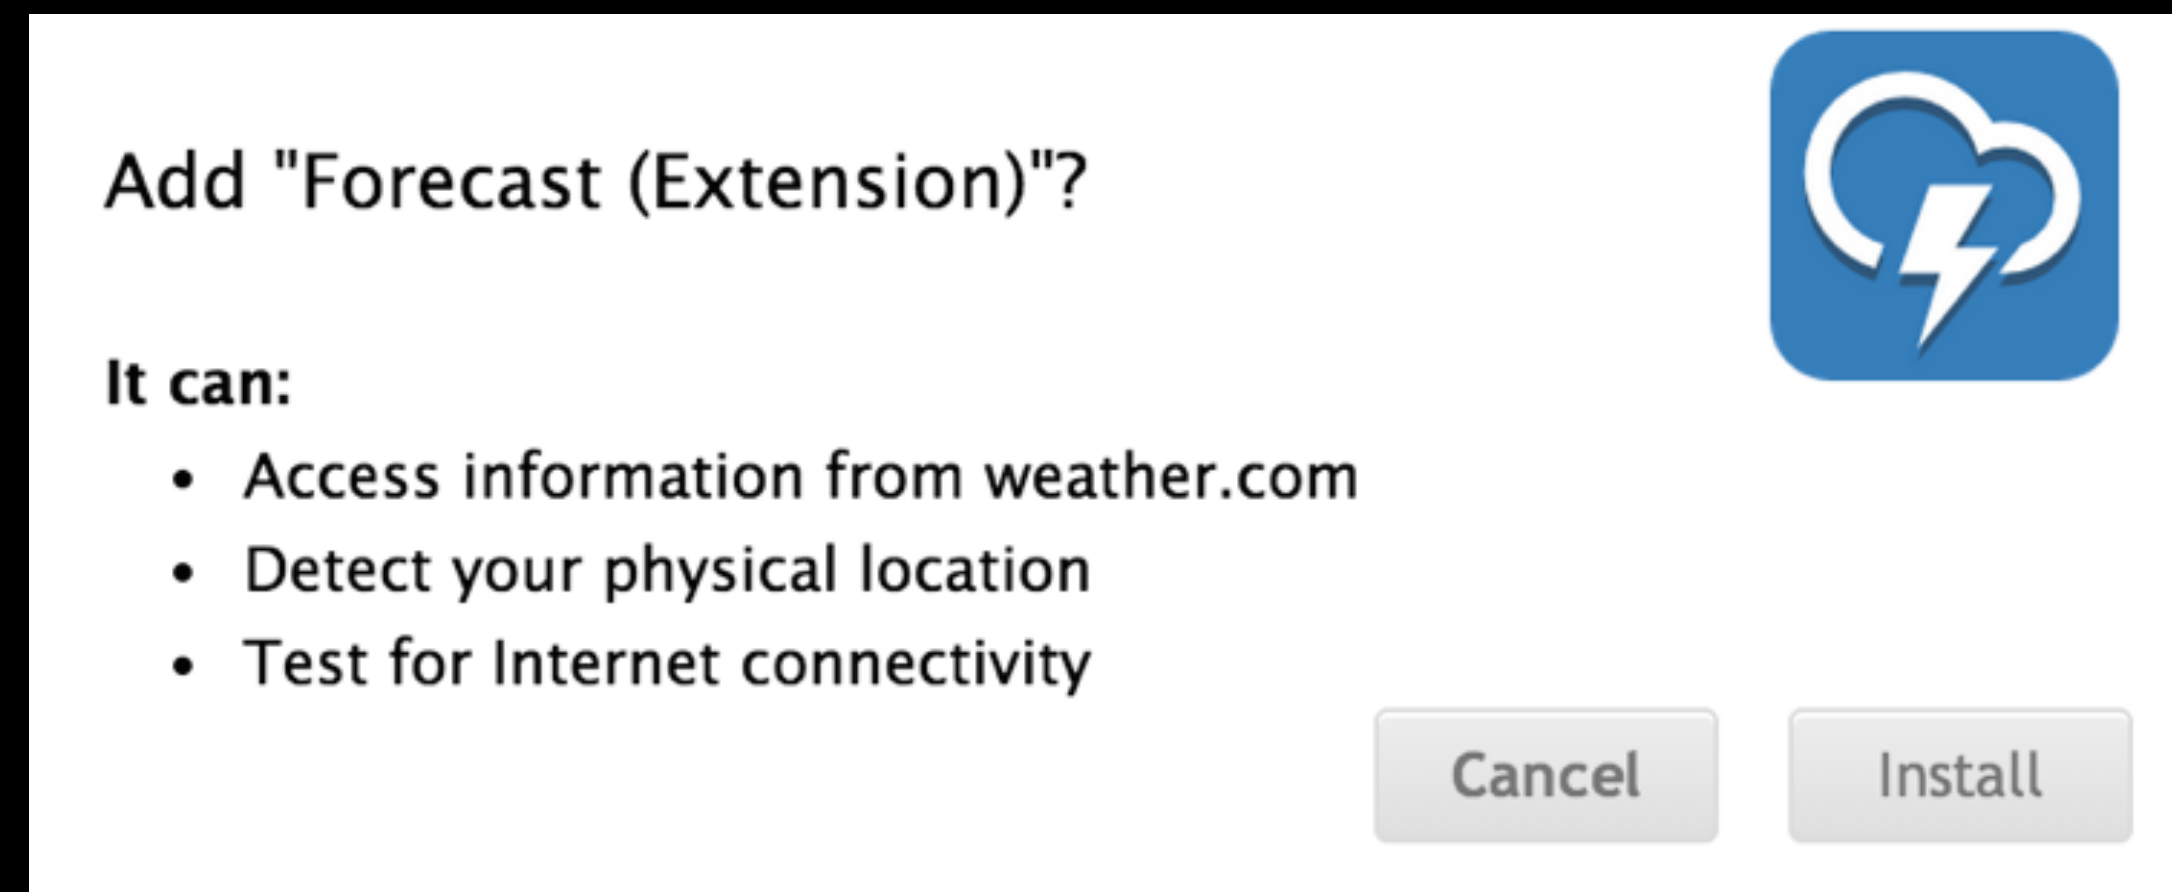 Add "Forecast (Extension)"?
It can:
• Access information from weather.com
• Detect your physical location
• Test for Internet connectivity
Cancel Install